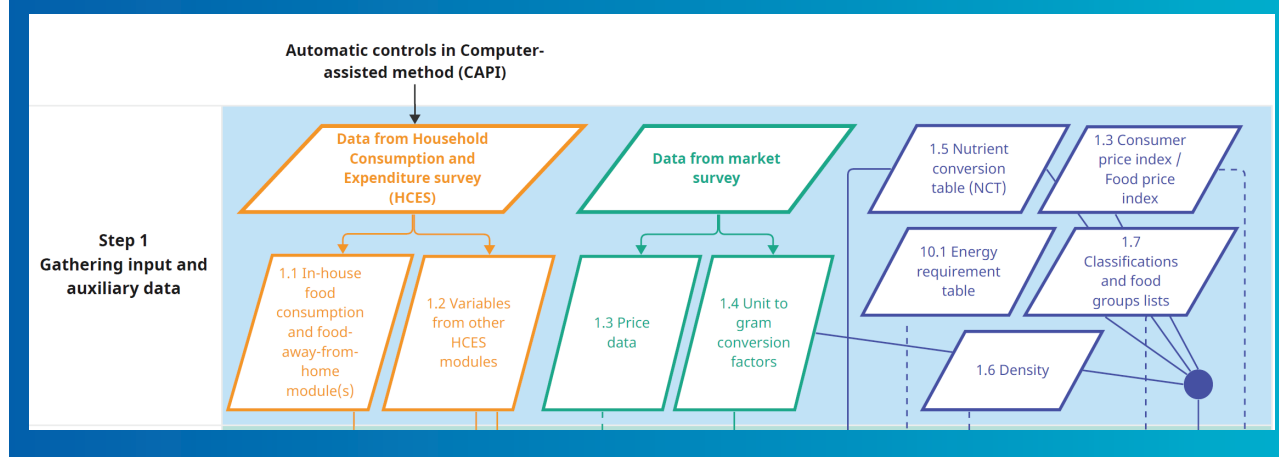 Automatic controls in Computer-
assisted method (CAPI)
Step 1
Gathering input and
auxiliary data
Data from Household
Consumption and
Expenditure survey
(HCES)
Data from market
survey
1.5 Nutrient
conversion
table (NCT)
1.3 Consumer
price index /
Food price
index
1.1 In-house
food
consumption
and food-
away-from-
home
module(s)
1.2 Variables
from other
HCES
modules
1.3 Price
data
1.4 Unit to
gram
conversion
factors
10.1 Energy
requirement
table
1.7
Classifications
and food
groups lists
1.6 Density